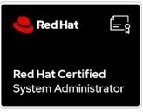 Red Hat
Red Hat Certified
System Administrator